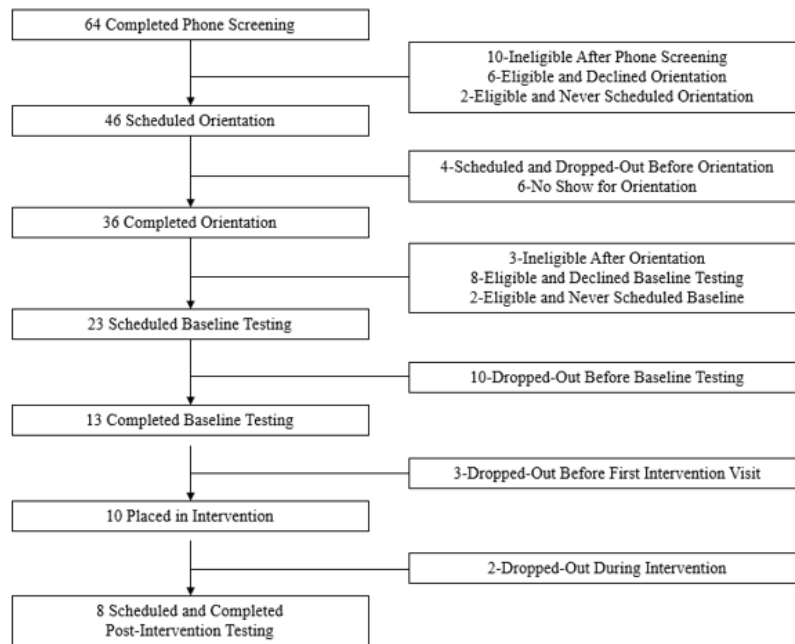 64 Completed Phone Screening
10-Ineligible After Phone Screening
6-Eligible and Declined Orientation
2-Eligible and Never Scheduled Orientation
46 Scheduled Orientation
4-Scheduled and Dropped-Out Before Orientation
6-No Show for Orientation
36 Completed Orientation
3-Ineligible After Orientation
8-Eligible and Declined Baseline Testing
2-Eligible and Never Scheduled Baseline
23 Scheduled Baseline Testing
10-Dropped-Out Before Baseline Testing
13 Completed Baseline Testing
3-Dropped-Out Before First Intervention Visit
10 Placed in Intervention
2-Dropped-Out During Intervention
8 Scheduled and Completed
Post-Intervention Testing